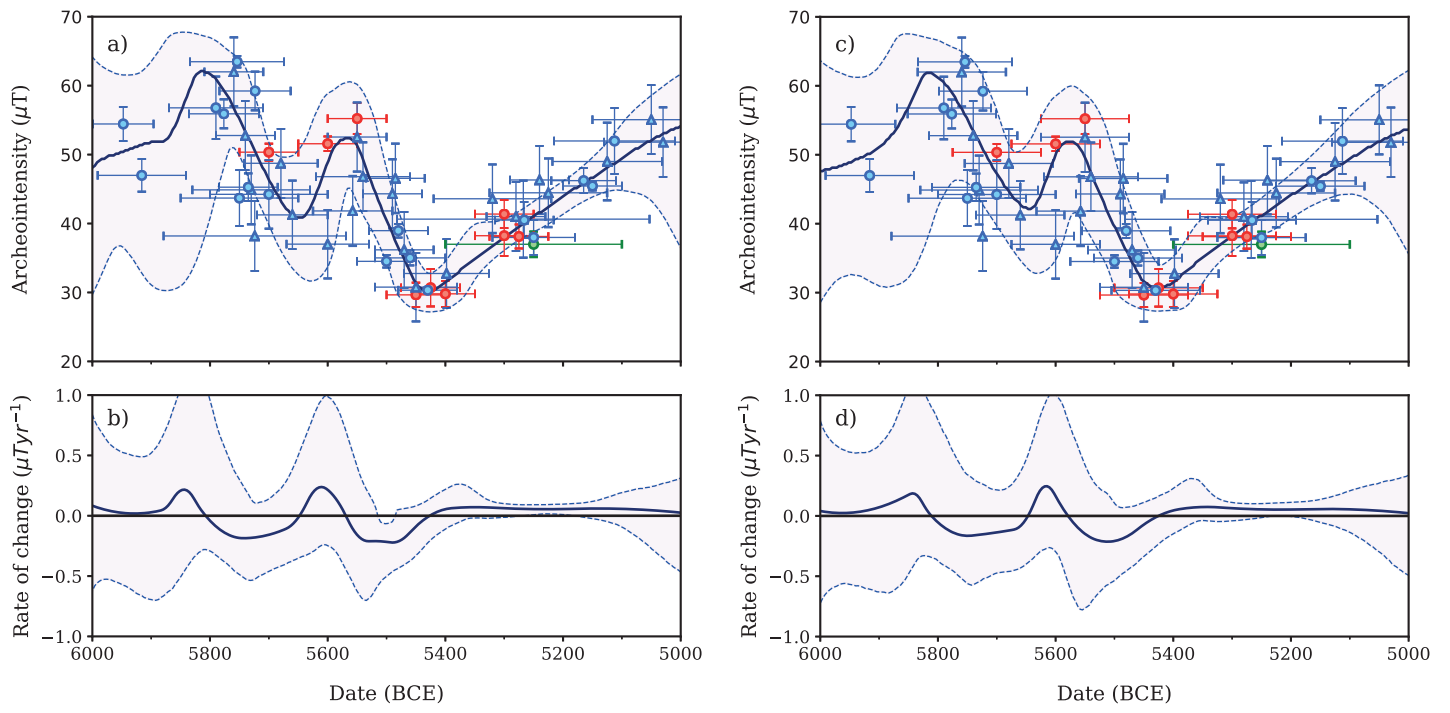 a)
Archeointensity (μT)
70
60
50
40
30
20
c)
Archeointensity (μT)
70
60
50
40
30
20
b)
Rate of change (μTyr⁻¹)
1.0
0.5
0.0
−0.5
−1.0
6000 5800 5600 5400 5200 5000
Date (BCE)
d)
Rate of change (μTyr⁻¹)
1.0
0.5
0.0
−0.5
−1.0
6000 5800 5600 5400 5200 5000
Date (BCE)